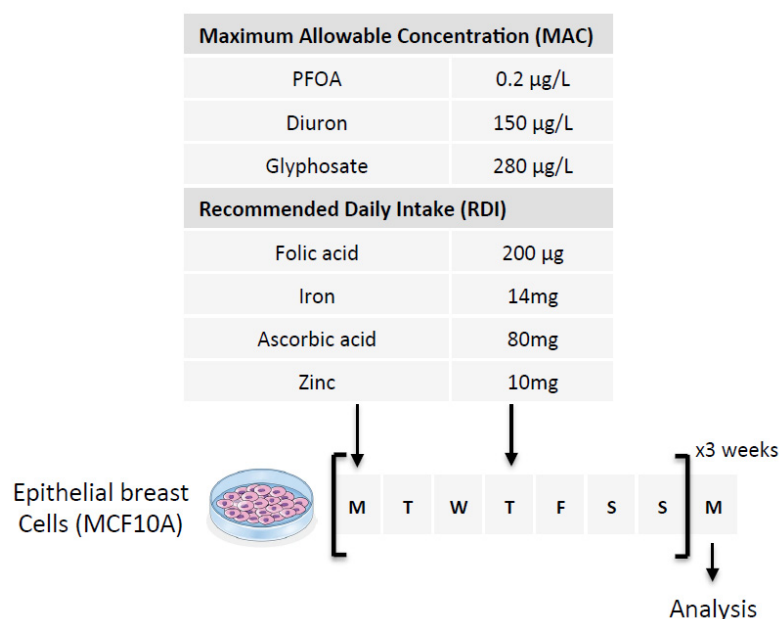 Maximum Allowable Concentration (MAC)
PFOA 0.2 µg/L
Diuron 150 µg/L
Glyphosate 280 µg/L
Recommended Daily Intake (RDI)
Folic acid 200 µg
Iron 14mg
Ascorbic acid 80mg
Zinc 10mg
x3 weeks
Epithelial breast
Cells (MCF10A)
M T W T F S S M
Analysis